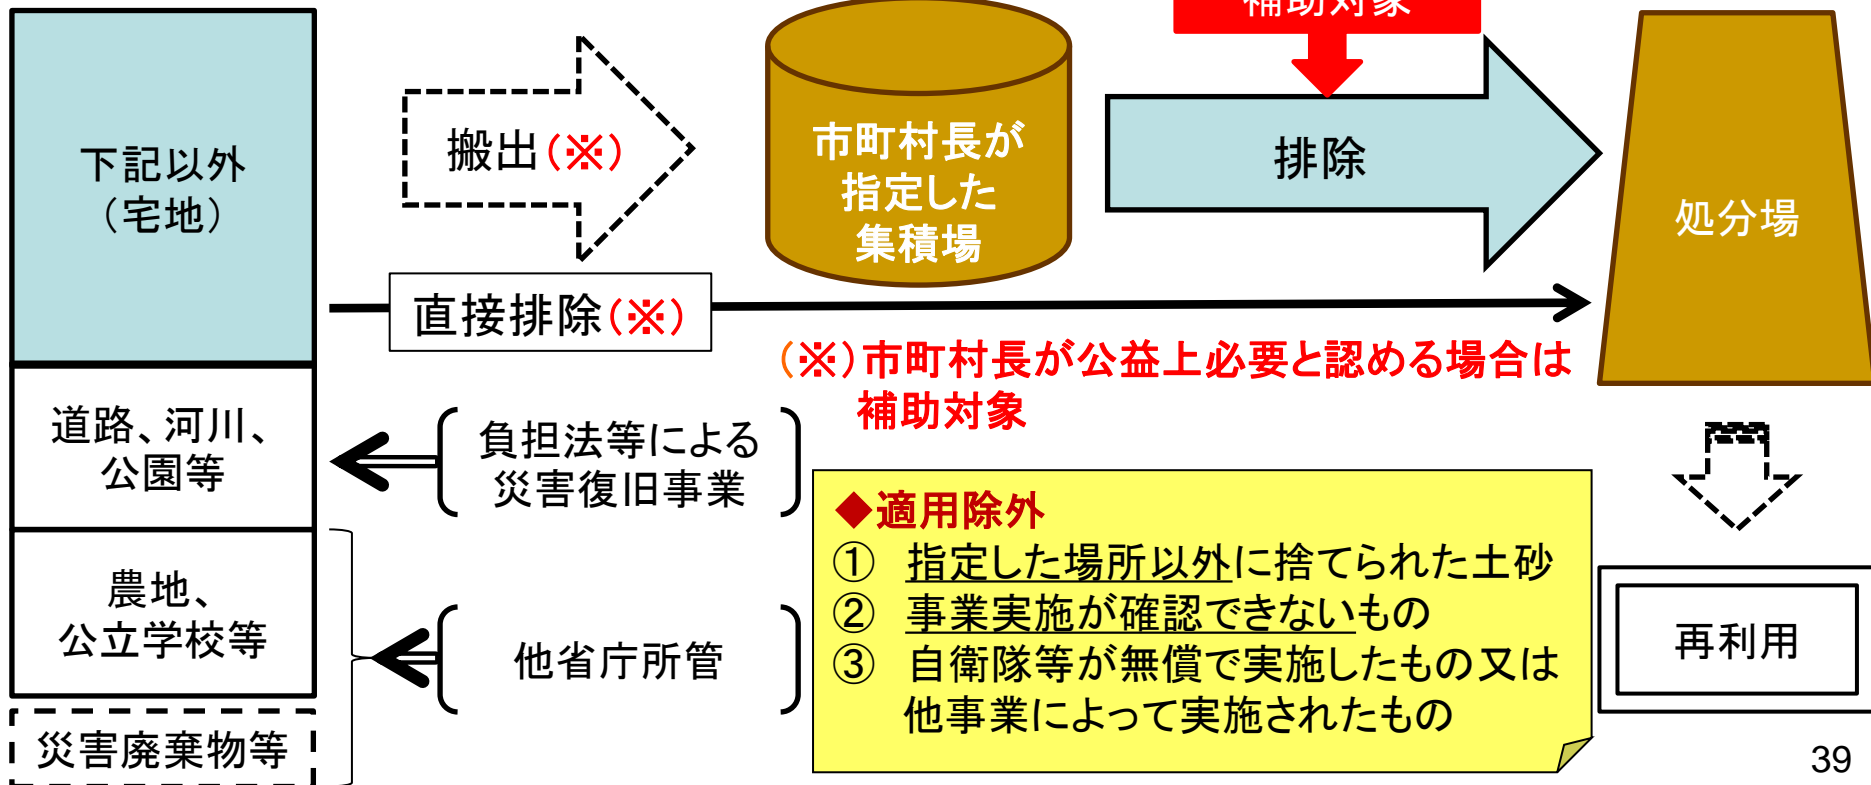 補助対象
下記以外
（宅地）
搬出（※）
市町村長が
指定した
集積場
排除
処分場
直接排除（※）
（※）市町村長が公益上必要と認める場合は
補助対象
道路、河川、
公園等
負担法等による
災害復旧事業
農地、
公立学校等
他省庁所管
災害廃棄物等
◆適用除外
① 指定した場所以外に捨てられた土砂
② 事業実施が確認できないもの
③ 自衛隊等が無償で実施したもの又は
他事業によって実施されたもの
再利用
39